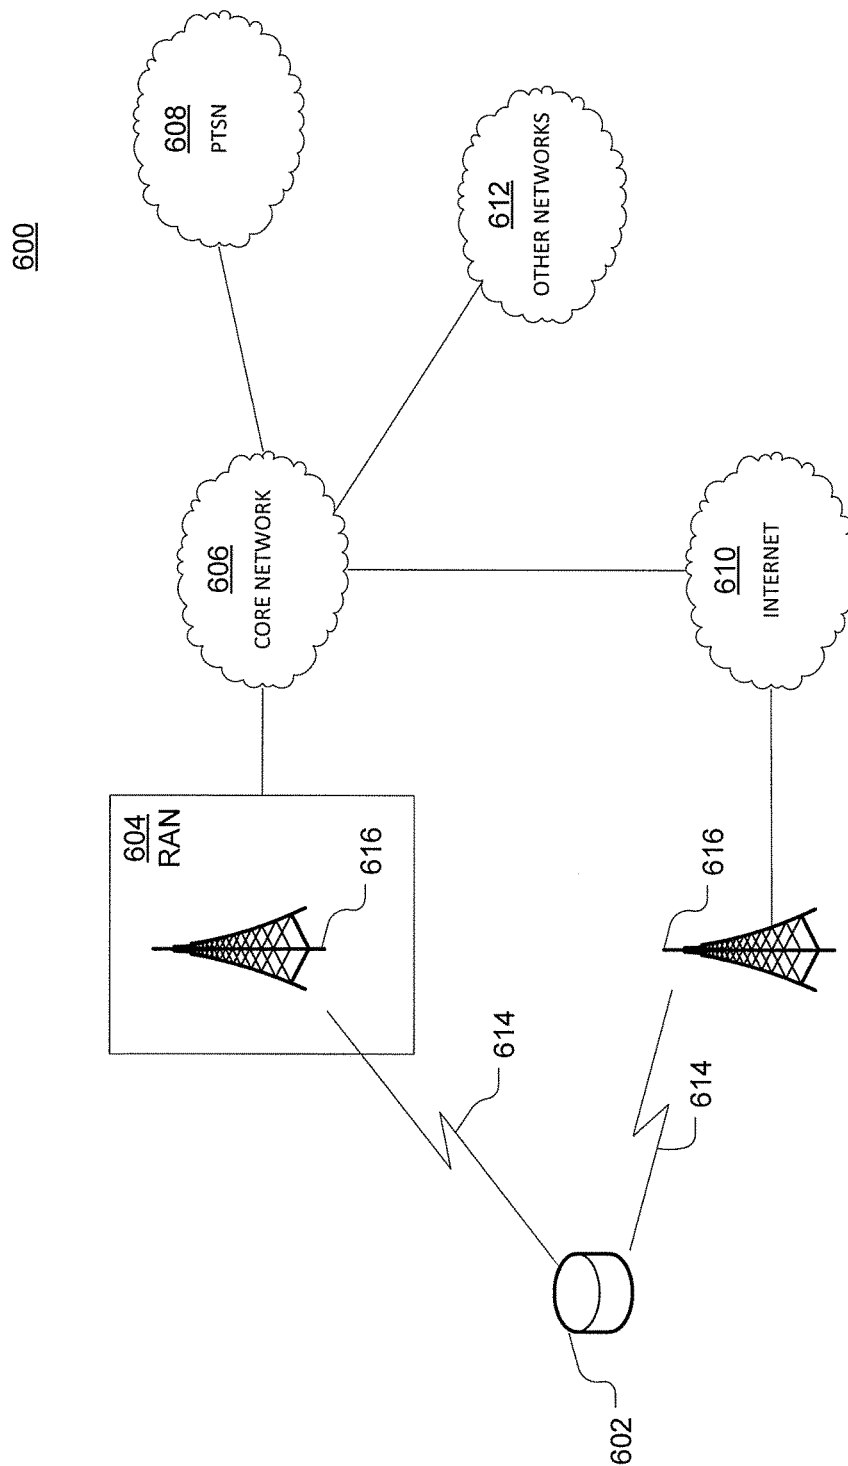 600
608
PTSN
612
OTHER NETWORKS
606
CORE NETWORK
610
INTERNET
604
RAN
616
616
614
614
602